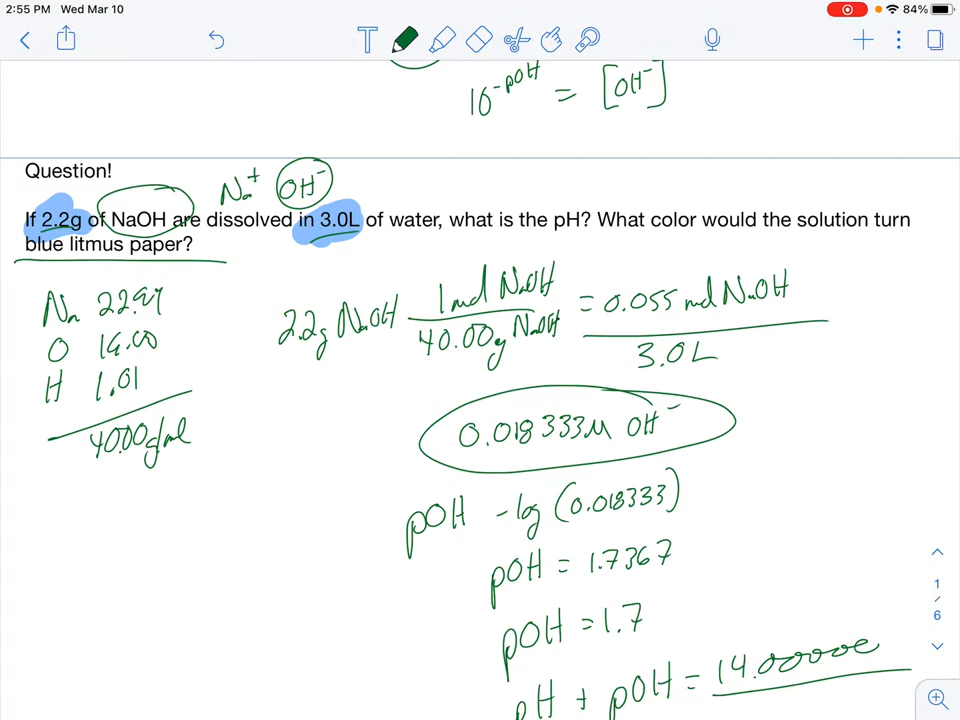 2:55 PM Wed Mar 10
84%
T
10^-pOH = [OH⁻]
Question!
Na⁺ OH⁻
If 2.2g of NaOH are dissolved in 3.0L of water, what is the pH? What color would the solution turn
blue litmus paper?
Na 22.99
O 16.00
H 1.01
40.00 g/mol
2.2g NaOH 1 mol NaOH = 0.055 mol NaOH
40.00g NaOH 3.0L
0.018333M OH⁻
pOH -log (0.018333)
pOH = 1.7367
pOH = 1.7
pH + pOH = 14.00000
1
/
6